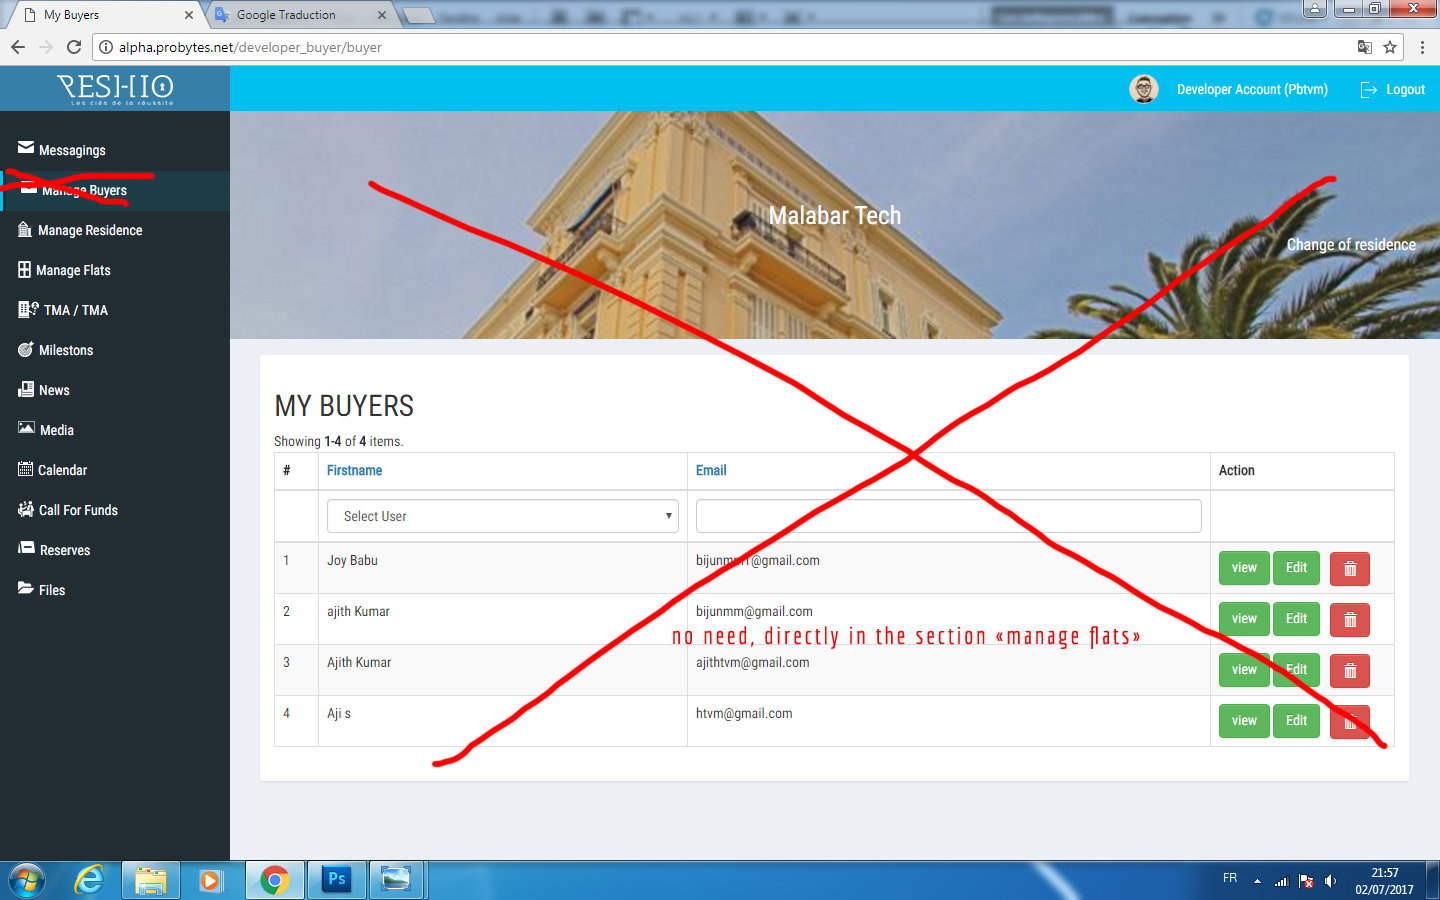 My Buyers
Google Traduction
alpha.probytes.net/developer_buyer/buyer
RESHIO
Les clés de la réussite
Developer Account (Pbtvm)
Logout
Messagings
Manage Buyers
Manage Residence
Manage Flats
TMA / TMA
Milestons
News
Media
Calendar
Call For Funds
Reserves
Files
Malabar Tech
Change of residence
MY BUYERS
Showing 1-4 of 4 items.
# Firstname Email Action
Select User
1 Joy Babu @gmail.com view Edit
2 ajith Kumar bijunmm@gmail.com view Edit
no need, directly in the section «manage flats»
3 Ajith Kumar ajithtvm@gmail.com view Edit
4 Aji s htvm@gmail.com view Edit
Ps
FR
21:57
02/07/2017